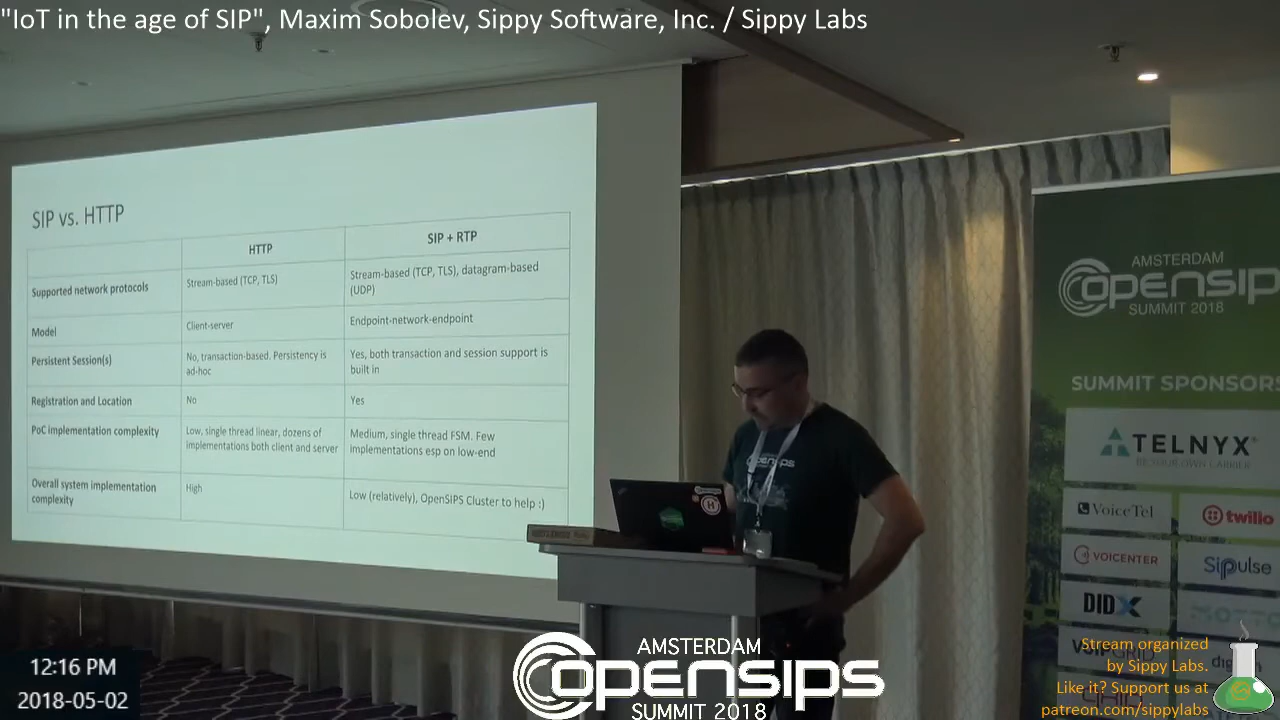 "IoT in the age of SIP", Maxim Sobolev, Sippy Software, Inc. / Sippy Labs
SIP vs. HTTP
HTTP
SIP + RTP
Supported network protocols
Stream-based (TCP, TLS)
Stream-based (TCP, TLS), datagram-based
(UDP)
Model
Client-server
Endpoint-network-endpoint
Persistent Session(s)
No, transaction-based. Persistency is
ad-hoc
Yes, both transaction and session support is
built in
Registration and Location
No
Yes
PoC implementation complexity
Low, single thread linear, dozens of
implementations both client and server
Medium, single thread FSM. Few
implementations esp on low-end
Overall system implementation
complexity
High
Low (relatively), OpenSIPS Cluster to help :)
opensips
AMSTERDAM
opensips
SUMMIT 2018
SUMMIT SPONSORS
TELNYX
BE YOUR OWN CARRIER
VoiceTel
twilio
VOICENTER
Sipulse
DIDX
AMSTERDAM
opensips
SUMMIT 2018
12:16 PM
2018-05-02
Stream organized
by Sippy Labs.
Like it? Support us at
patreon.com/sippylabs